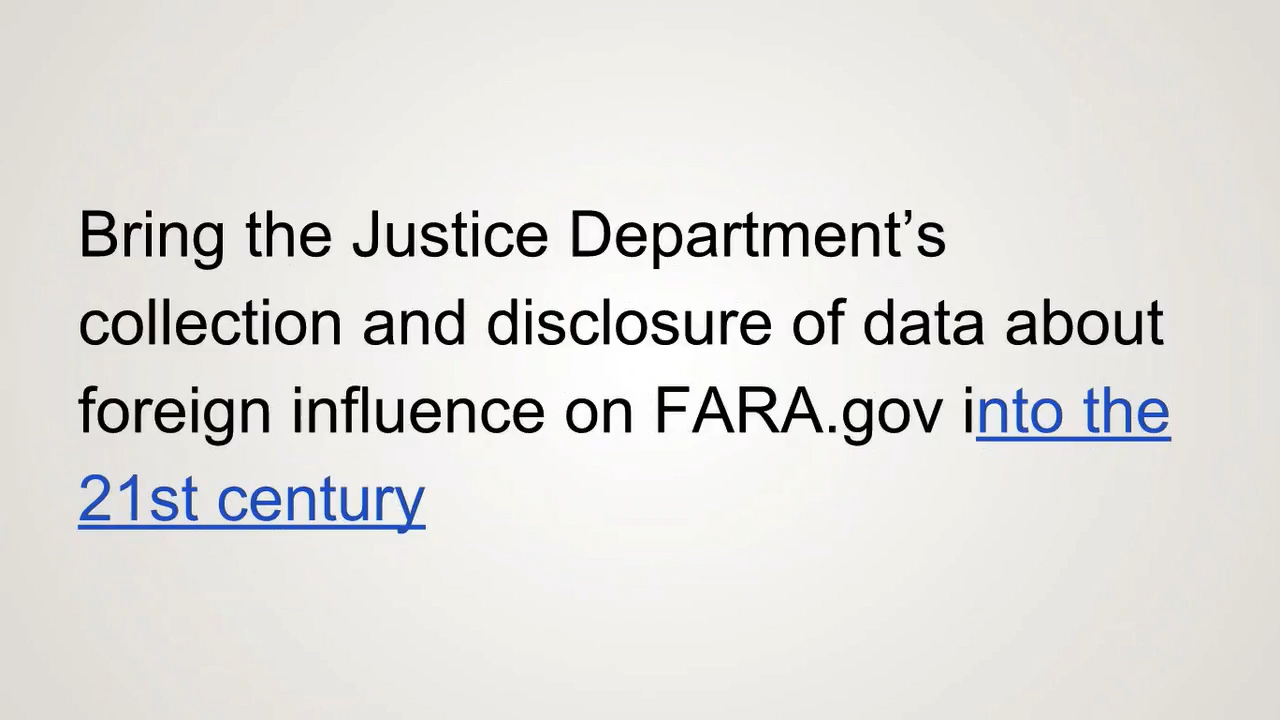 Bring the Justice Department’s
collection and disclosure of data about
foreign influence on FARA.gov into the
21st century